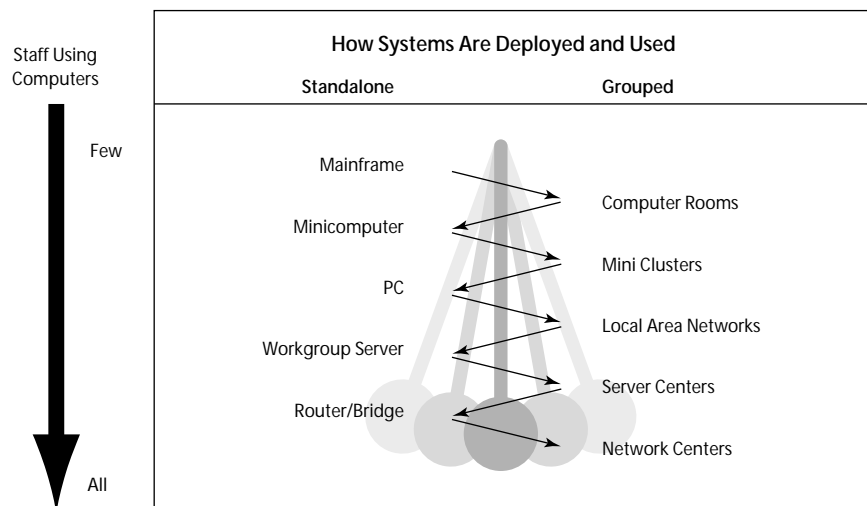 Staff Using
Computers
Few
All
How Systems Are Deployed and Used
Standalone
Grouped
Mainframe
Computer Rooms
Minicomputer
Mini Clusters
PC
Local Area Networks
Workgroup Server
Server Centers
Router/Bridge
Network Centers